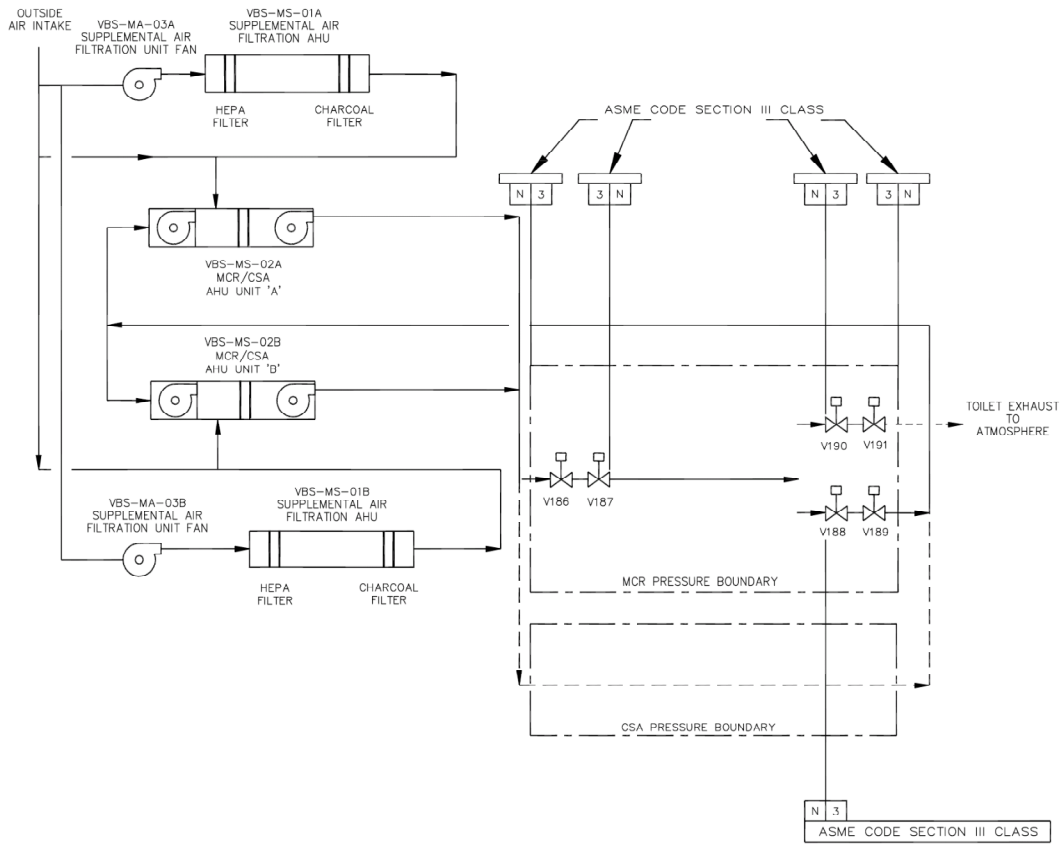 OUTSIDE
AIR INTAKE
VBS-MA-03A
SUPPLEMENTAL AIR
FILTRATION UNIT FAN
VBS-MS-01A
SUPPLEMENTAL AIR
FILTRATION AHU
HEPA
FILTER
CHARCOAL
FILTER
ASME CODE SECTION III CLASS
N 3
3 N
N 3
3 N
VBS-MS-02A
MCR/CSA
AHU UNIT 'A'
VBS-MS-02B
MCR/CSA
AHU UNIT 'B'
TOILET EXHAUST
TO
ATMOSPHERE
V190
V191
V186
V187
V188
V189
VBS-MA-03B
SUPPLEMENTAL AIR
FILTRATION UNIT FAN
VBS-MS-01B
SUPPLEMENTAL AIR
FILTRATION AHU
HEPA
FILTER
CHARCOAL
FILTER
MCR PRESSURE BOUNDARY
CSA PRESSURE BOUNDARY
N 3
ASME CODE SECTION III CLASS